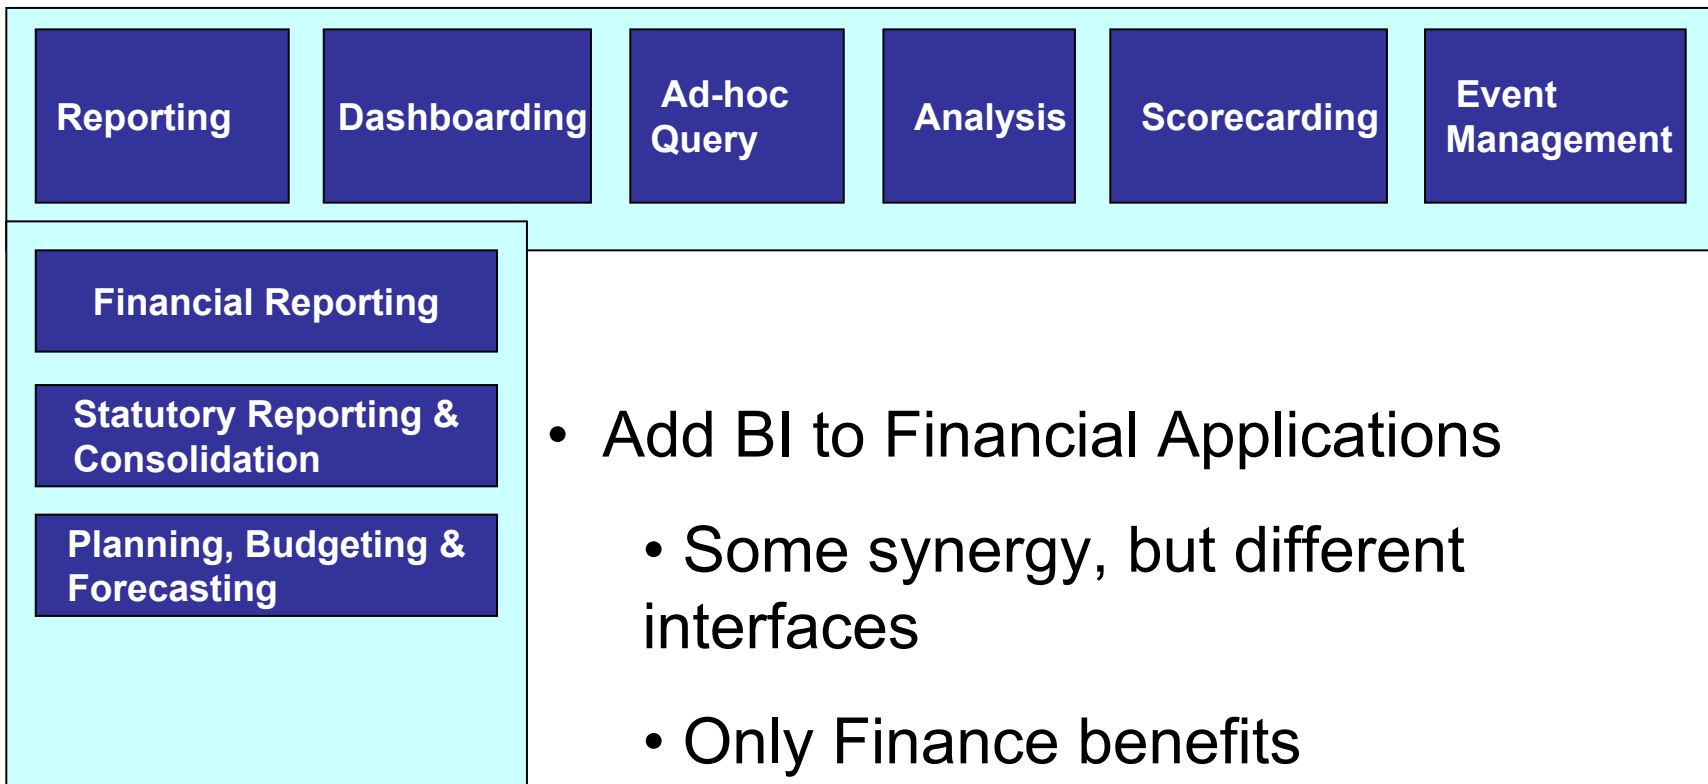 Reporting
Dashboarding
Ad-hoc
Query
Analysis
Scorecarding
Event
Management
Financial Reporting
Statutory Reporting &
Consolidation
Planning, Budgeting &
Forecasting
• Add BI to Financial Applications
• Some synergy, but different
interfaces
• Only Finance benefits